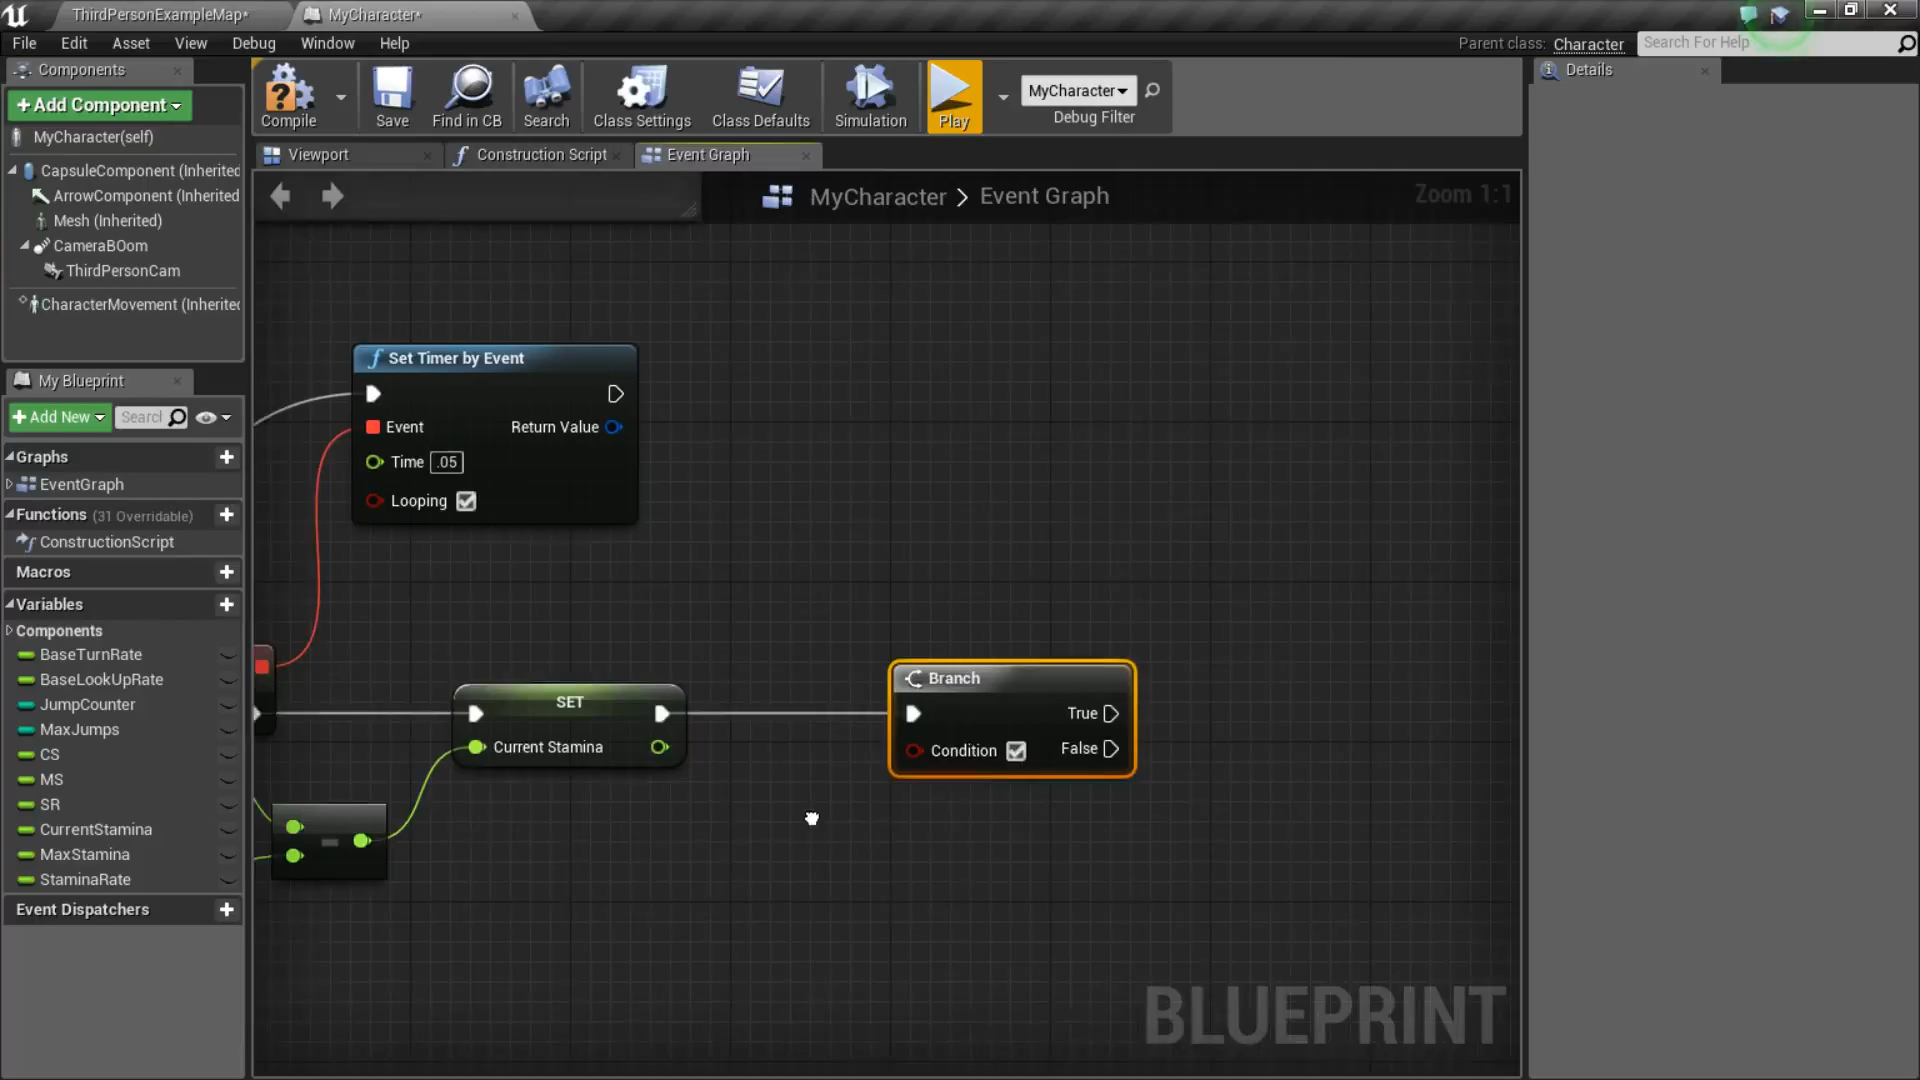 ThirdPersonExampleMap*
MyCharacter*
File Edit Asset View Debug Window Help
Parent class: Character
Search For Help
Components
+Add Component
MyCharacter(self)
CapsuleComponent (Inherited
ArrowComponent (Inherited
Mesh (Inherited)
CameraBOom
ThirdPersonCam
CharacterMovement (Inherited
My Blueprint
+Add New
Search
Graphs
EventGraph
Functions (31 Overridable)
ConstructionScript
Macros
Variables
Components
BaseTurnRate
BaseLookUpRate
JumpCounter
MaxJumps
CS
MS
SR
CurrentStamina
MaxStamina
StaminaRate
Event Dispatchers
Compile
Save
Find in CB
Search
Class Settings
Class Defaults
Simulation
Play
MyCharacter
Debug Filter
Viewport
Construction Script
Event Graph
MyCharacter > Event Graph
Zoom 1:1
Set Timer by Event
Event
Return Value
Time .05
Looping
SET
Current Stamina
Branch
True
Condition
False
BLUEPRINT
Details